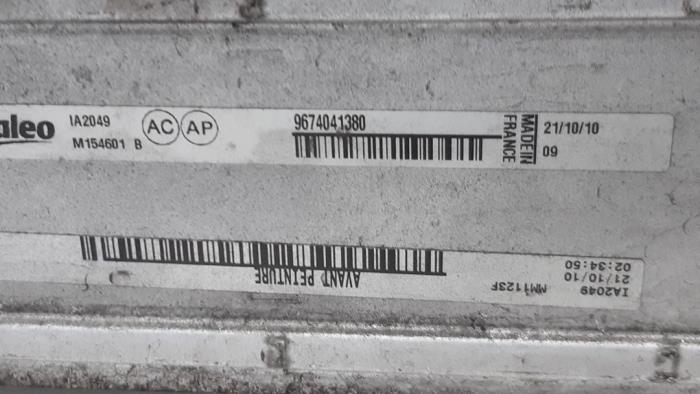 aleo
IA2049
M154601 B
AC AP
9674041380
MADE IN
FRANCE
21/10/10
09
AVANT PEINTURE
MM1123F
IA2049
21/10/10
02:34:50